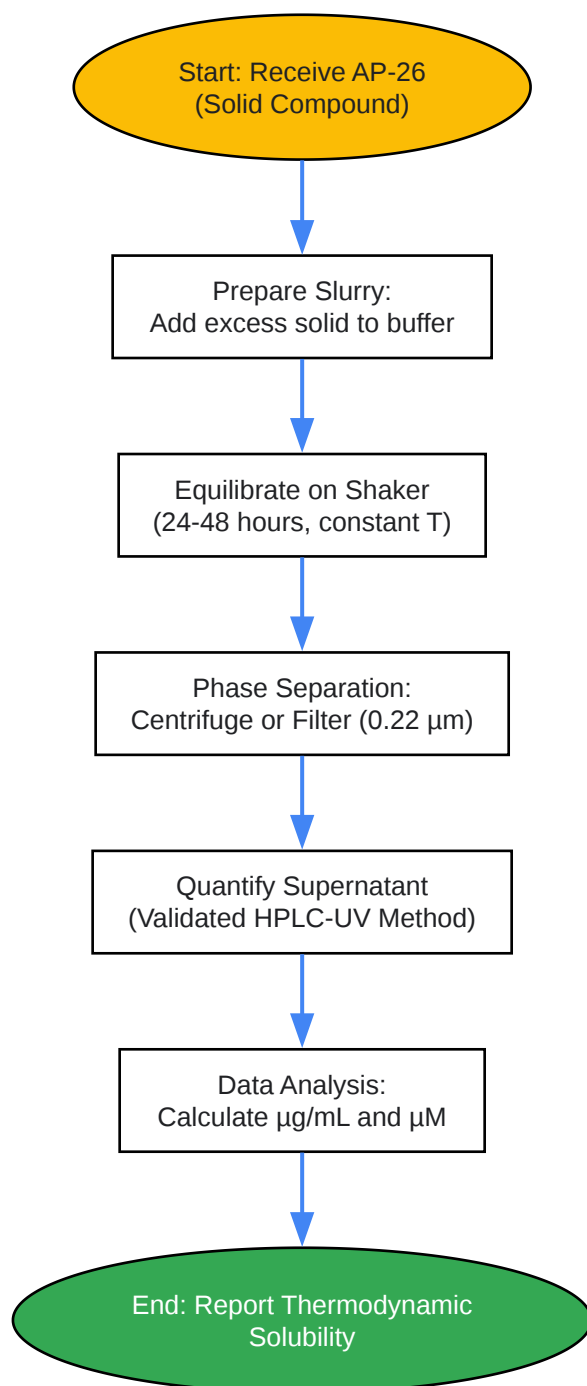 Start: Receive AP-26
(Solid Compound)
Prepare Slurry:
Add excess solid to buffer
Equilibrate on Shaker
(24-48 hours, constant T)
Phase Separation:
Centrifuge or Filter (0.22 µm)
Quantify Supernatant
(Validated HPLC-UV Method)
Data Analysis:
Calculate µg/mL and µM
End: Report Thermodynamic
Solubility